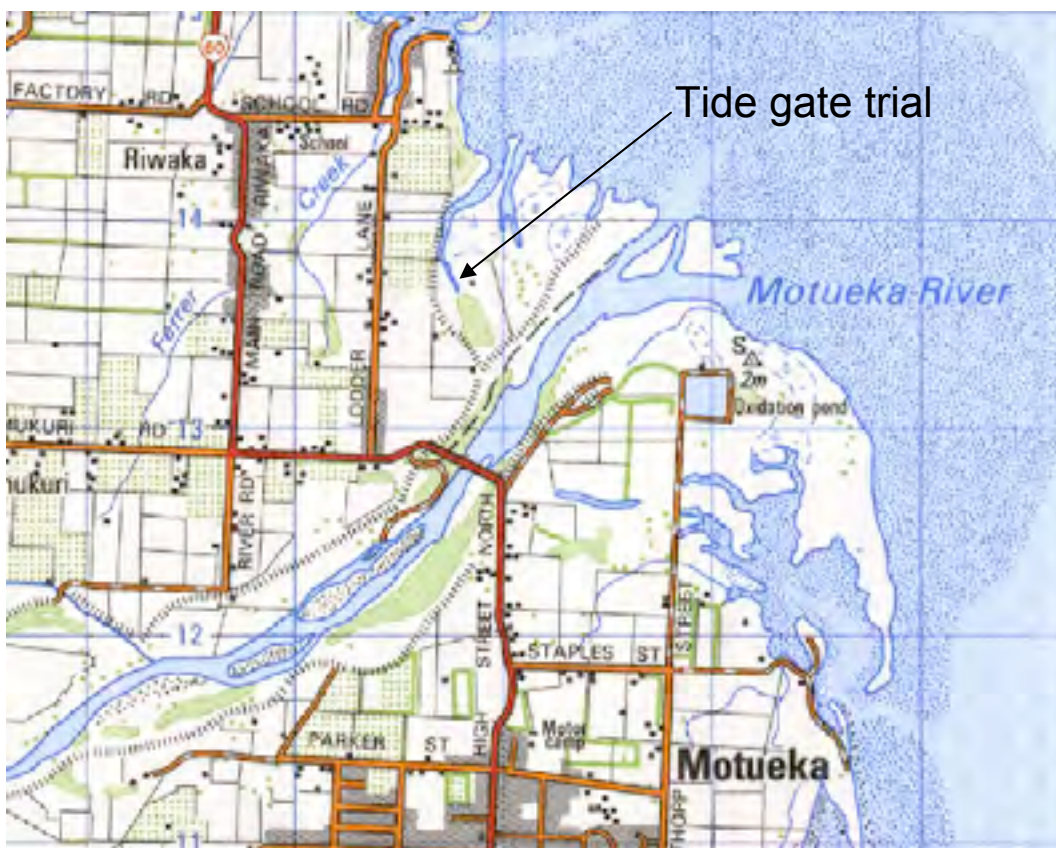 60
FACTORY RD
SCHOOL RD
Tide gate trial
School
Riwaka
Creek
MAIN ROAD RIWAKA
LODDER LANE
14
Ferrer
Motueka River
S
2m
Oxidation pond
UKURI RD
13
ukuri
RIVER RD
HIGH STREET NORTH
12
STAPLES ST
Motor camp
PARKER ST
Motueka
THORP
STREET
11